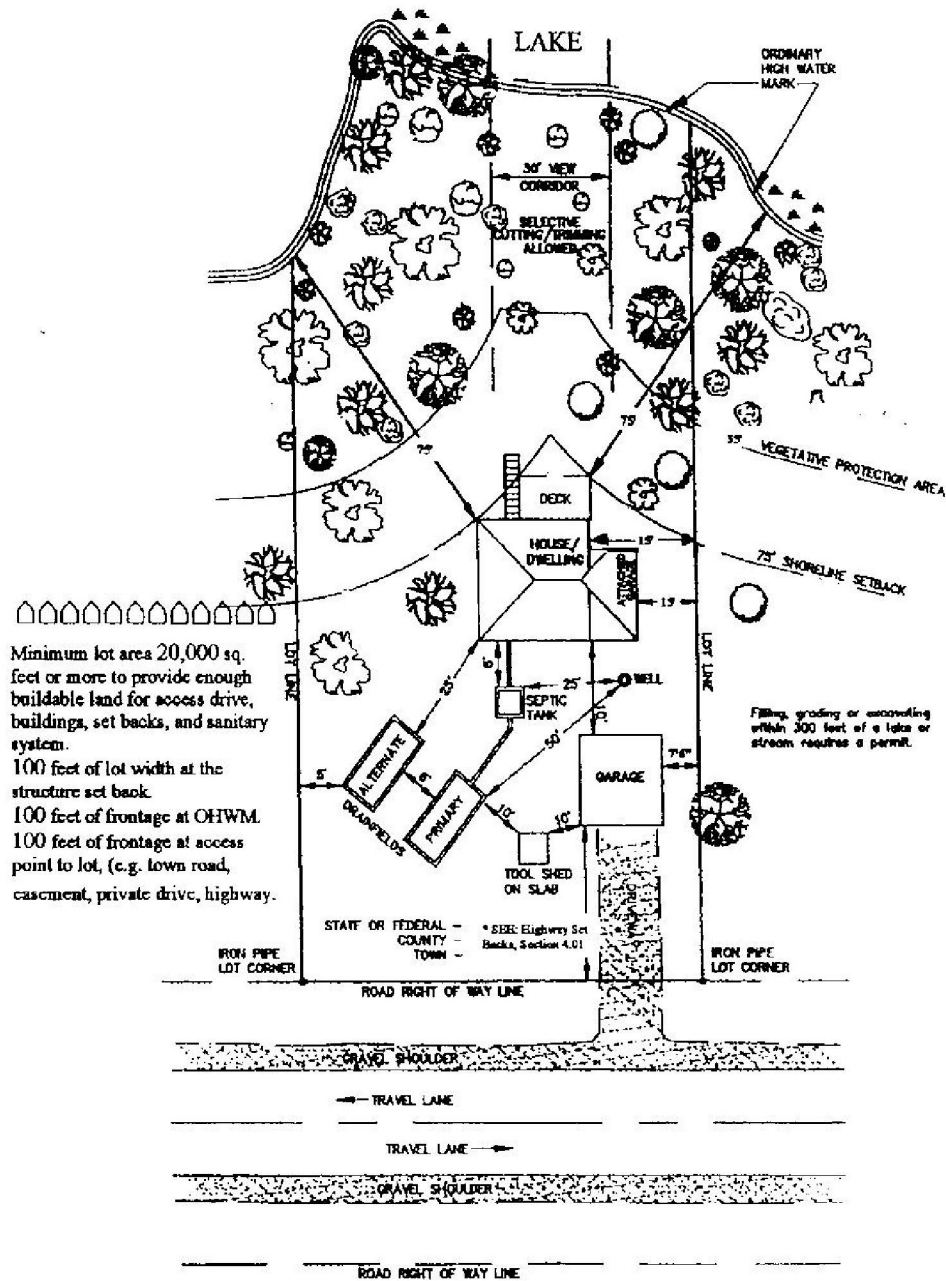 LAKE
ORDINARY
HIGH WATER
MARK
30' VIEW
CORRIDOR
SELECTIVE
CUTTING/TRIMMING
ALLOWED
75'
75'
35' VEGETATIVE PROTECTION AREA
DECK
HOUSE/
DWELLING
15'
75' SHORELINE SETBACK
15'
LOT LINE
LOT LINE
Minimum lot area 20,000 sq.
feet or more to provide enough
buildable land for access drive,
buildings, set backs, and sanitary
system.
100 feet of lot width at the
structure set back
100 feet of frontage at OHWM.
100 feet of frontage at access
point to lot, (e.g. town road,
easement, private drive, highway.
25'
6'
25'
WELL
SEPTIC
TANK
50'
10'
Filling, grading or excavating
within 300 feet of a lake or
stream requires a permit.
5'
ALTERNATE
6'
PRIMARY
DRAINFIELDS
GARAGE
7'6"
10'
10'
TOOL SHED
ON SLAB
DRIVEWAY
STATE OR FEDERAL -
COUNTY -
TOWN -
* SEE: Highway Set
Backs, Section 4.01
IRON PIPE
LOT CORNER
IRON PIPE
LOT CORNER
ROAD RIGHT OF WAY LINE
GRAVEL SHOULDER
TRAVEL LANE
TRAVEL LANE
GRAVEL SHOULDER
ROAD RIGHT OF WAY LINE